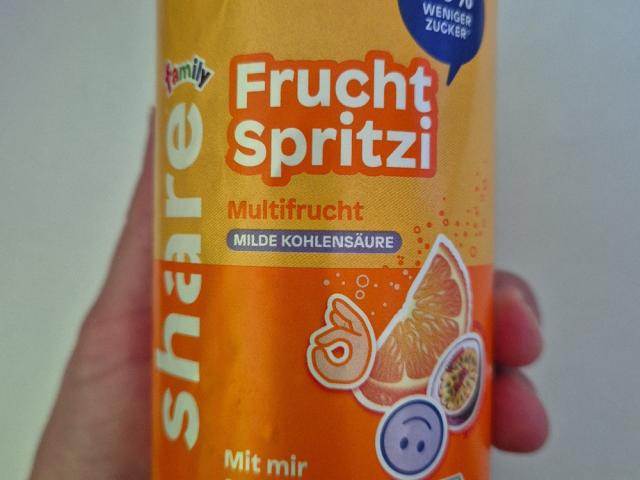 WENIGER
ZUCKER
family
share
Frucht
Spritzi
Multifrucht
MILDE KOHLENSÄURE
Mit mir